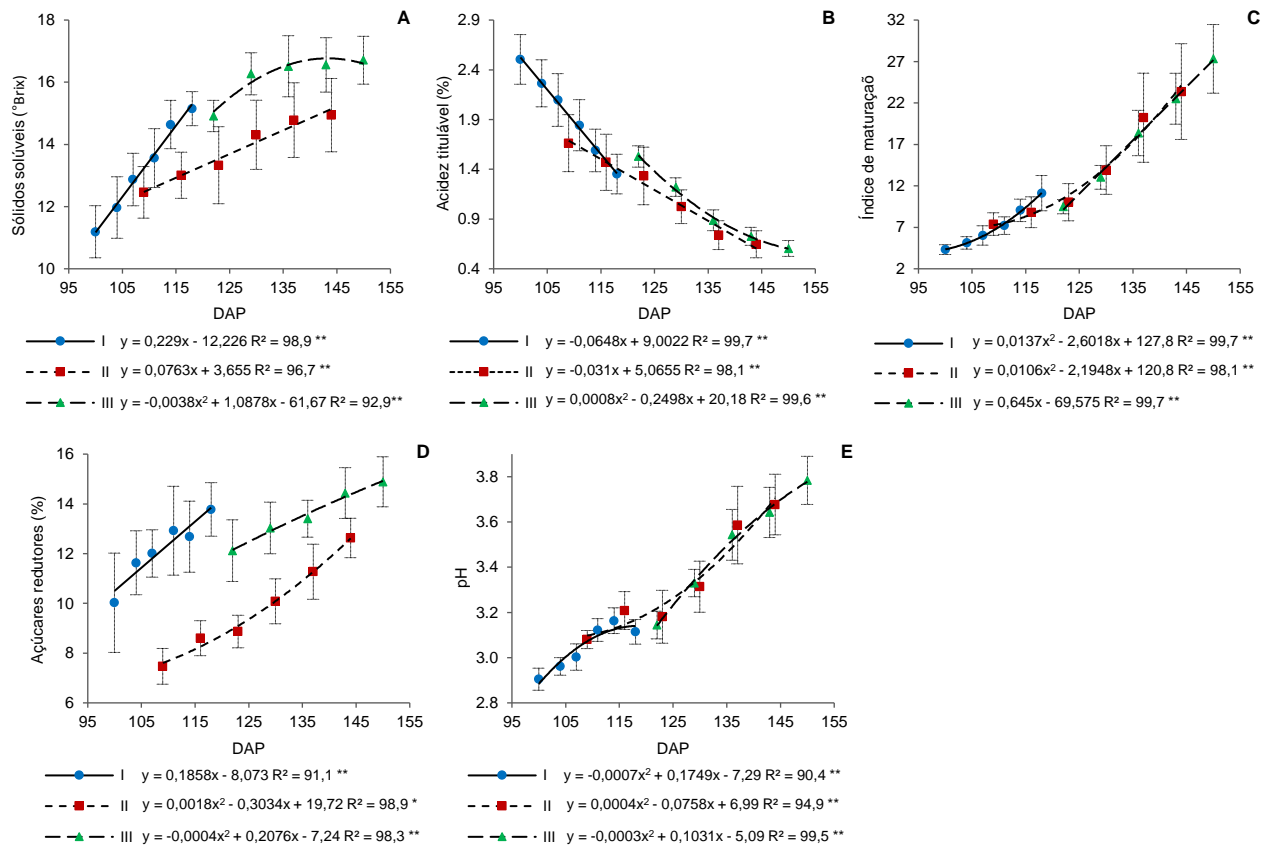 A
Sólidos solúveis (°Brix)
18
16
14
12
10
95 105 115 125 135 145 155
DAP
I y = 0,229x - 12,226 R² = 98,9 **
II y = 0,0763x + 3,655 R² = 96,7 **
III y = -0,0038x² + 1,0878x - 61,67 R² = 92,9**
B
Acidez titulável (%)
2.9
2.4
1.9
1.4
0.9
0.4
95 105 115 125 135 145 155
DAP
I y = -0,0648x + 9,0022 R² = 99,7 **
II y = -0,031x + 5,0655 R² = 98,1 **
III y = 0,0008x² - 0,2498x + 20,18 R² = 99,6 **
C
Índice de maturaçaõ
32
27
22
17
12
7
2
95 105 115 125 135 145 155
DAP
I y = 0,0137x² - 2,6018x + 127,8 R² = 99,7 **
II y = 0,0106x² - 2,1948x + 120,8 R² = 98,1 **
III y = 0,645x - 69,575 R² = 99,7 **
D
Açúcares redutores (%)
16
14
12
10
8
6
95 105 115 125 135 145 155
DAP
I y = 0,1858x - 8,073 R² = 91,1 **
II y = 0,0018x² - 0,3034x + 19,72 R² = 98,9 *
III y = -0,0004x² + 0,2076x - 7,24 R² = 98,3 **
E
pH
3.8
3.6
3.4
3.2
3.0
2.8
95 105 115 125 135 145 155
DAP
I y = -0,0007x² + 0,1749x - 7,29 R² = 90,4 **
II y = 0,0004x² - 0,0758x + 6,99 R² = 94,9 **
III y = -0,0003x² + 0,1031x - 5,09 R² = 99,5 **